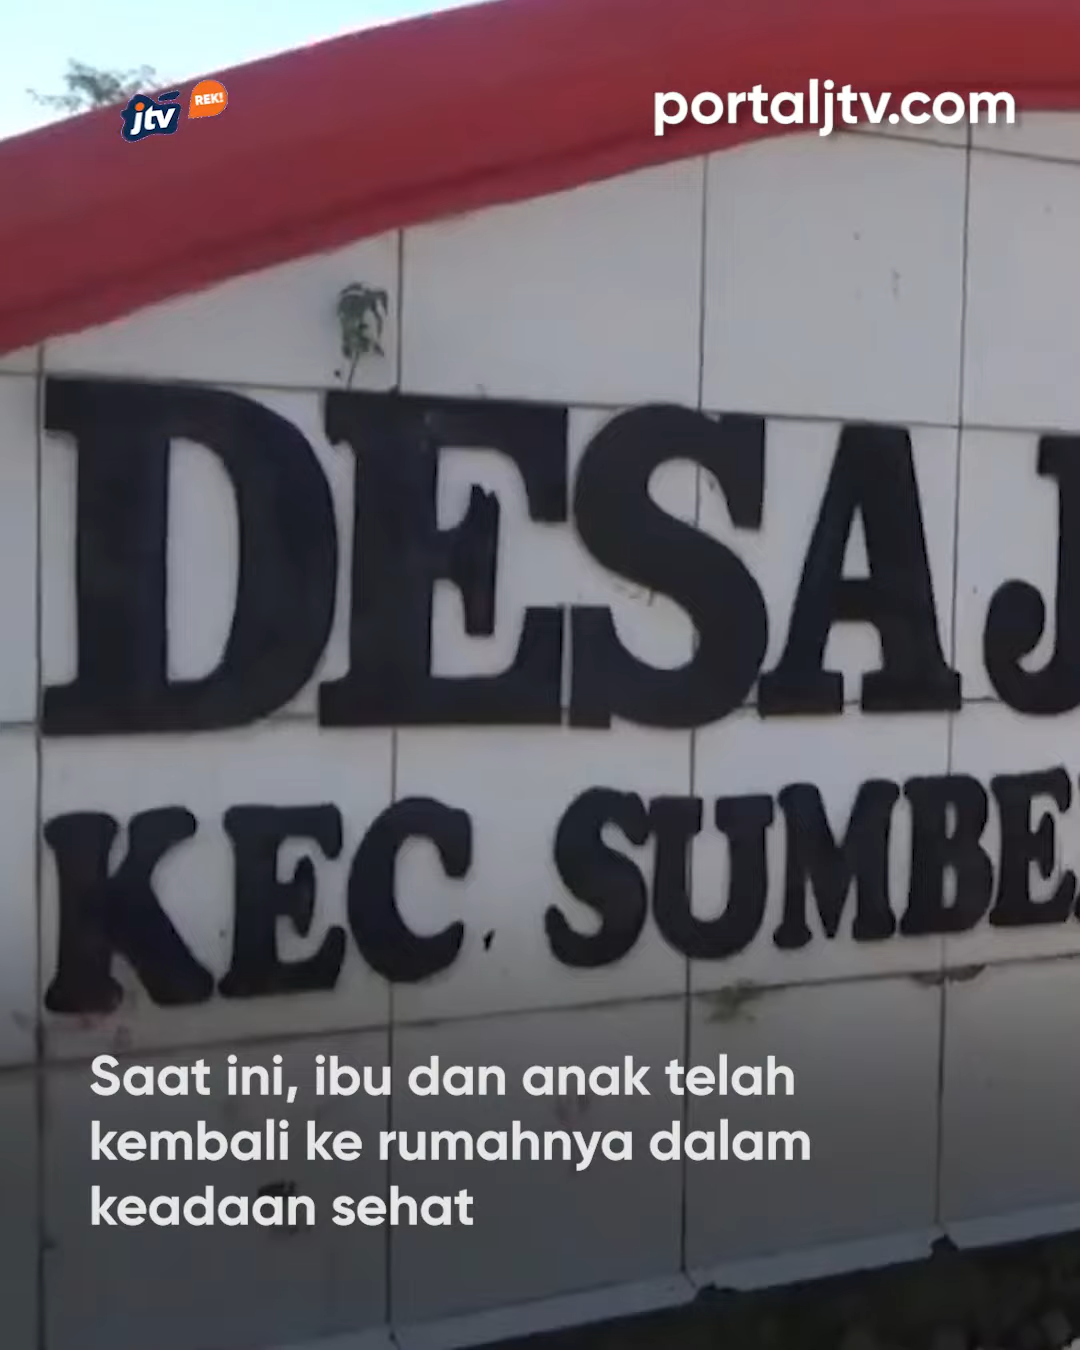 jtv REK!
portaljtv.com
DESA J
KEC. SUMBE
Saat ini, ibu dan anak telah
kembali ke rumahnya dalam
keadaan sehat